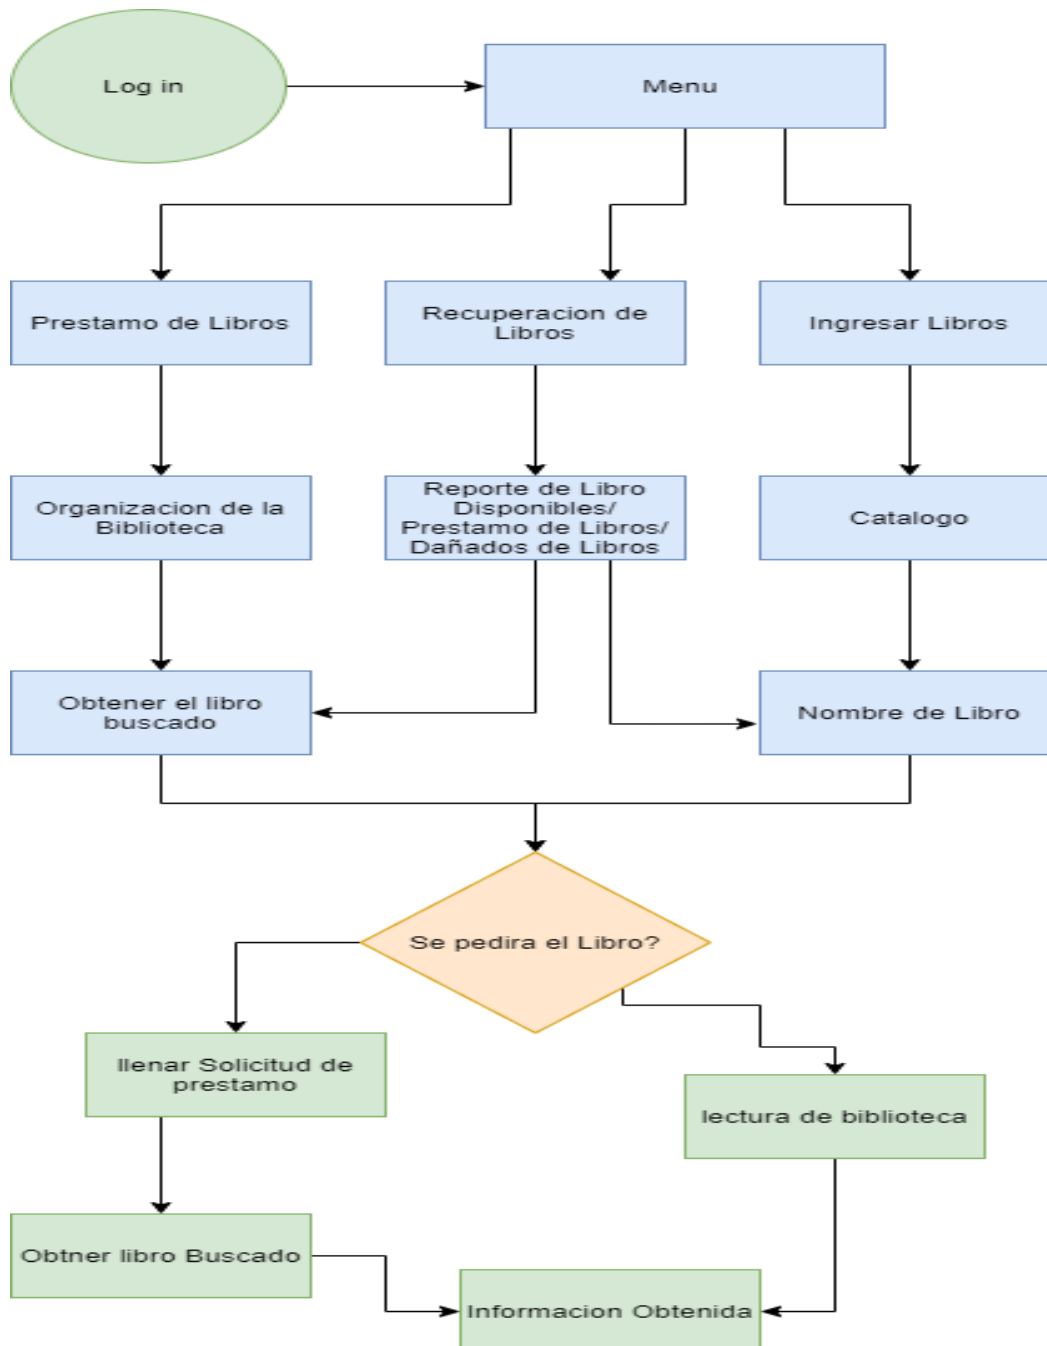 Log in
Menu
Prestamo de Libros
Recuperacion de
Libros
Ingresar Libros
Organizacion de la
Biblioteca
Reporte de Libro
Disponibles/
Prestamo de Libros/
Dañados de Libros
Catalogo
Obtener el libro
buscado
Nombre de Libro
Se pedira el Libro?
llenar Solicitud de
prestamo
lectura de biblioteca
Obtner libro Buscado
Informacion Obtenida